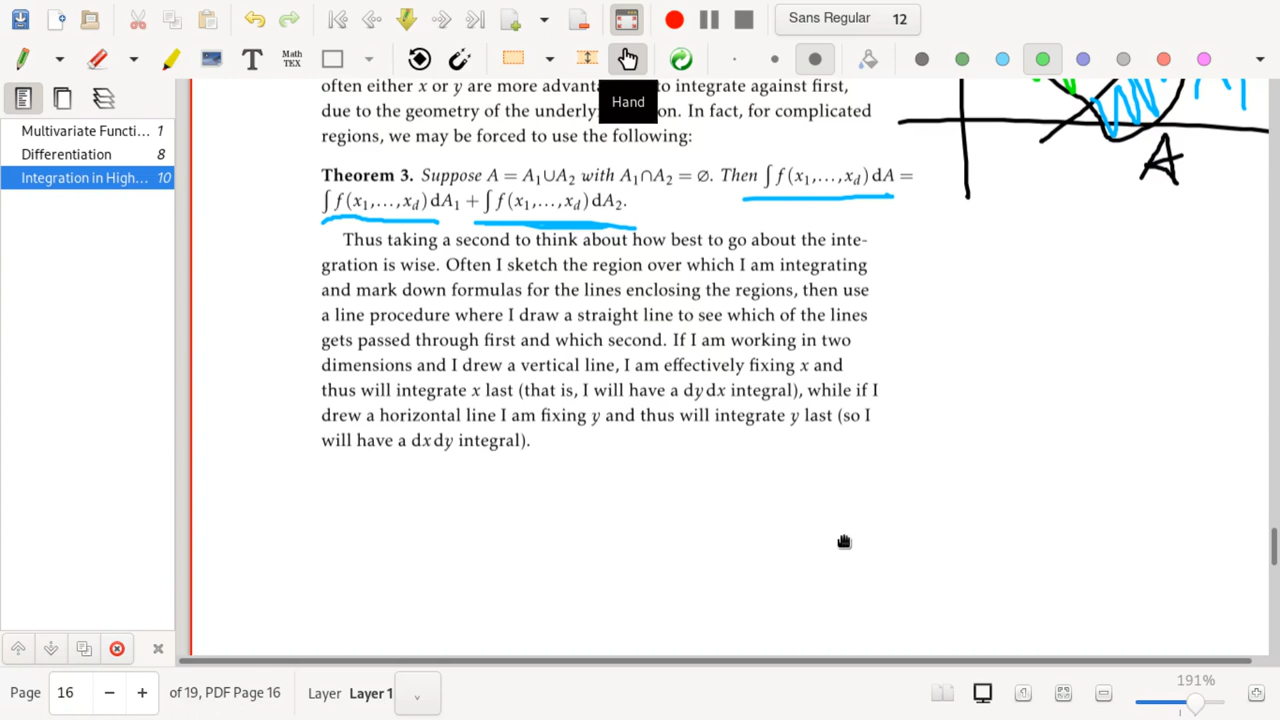 Sans Regular 12
T
Math
TEX
Hand
Multivariate Functi... 1
Differentiation 8
Integration in High... 10
often either x or y are more advanta to integrate against first,
due to the geometry of the underly on. In fact, for complicated
regions, we may be forced to use the following:
Theorem 3. Suppose A = A₁∪A₂ with A₁∩A₂ = ∅. Then ∫ f(x₁,...,x_d) dA =
∫ f(x₁,...,x_d) dA₁ + ∫ f(x₁,...,x_d) dA₂.
Thus taking a second to think about how best to go about the inte-
gration is wise. Often I sketch the region over which I am integrating
and mark down formulas for the lines enclosing the regions, then use
a line procedure where I draw a straight line to see which of the lines
gets passed through first and which second. If I am working in two
dimensions and I drew a vertical line, I am effectively fixing x and
thus will integrate x last (that is, I will have a dy dx integral), while if I
drew a horizontal line I am fixing y and thus will integrate y last (so I
will have a dx dy integral).
A
Page 16 of 19, PDF Page 16 Layer Layer 1 191%